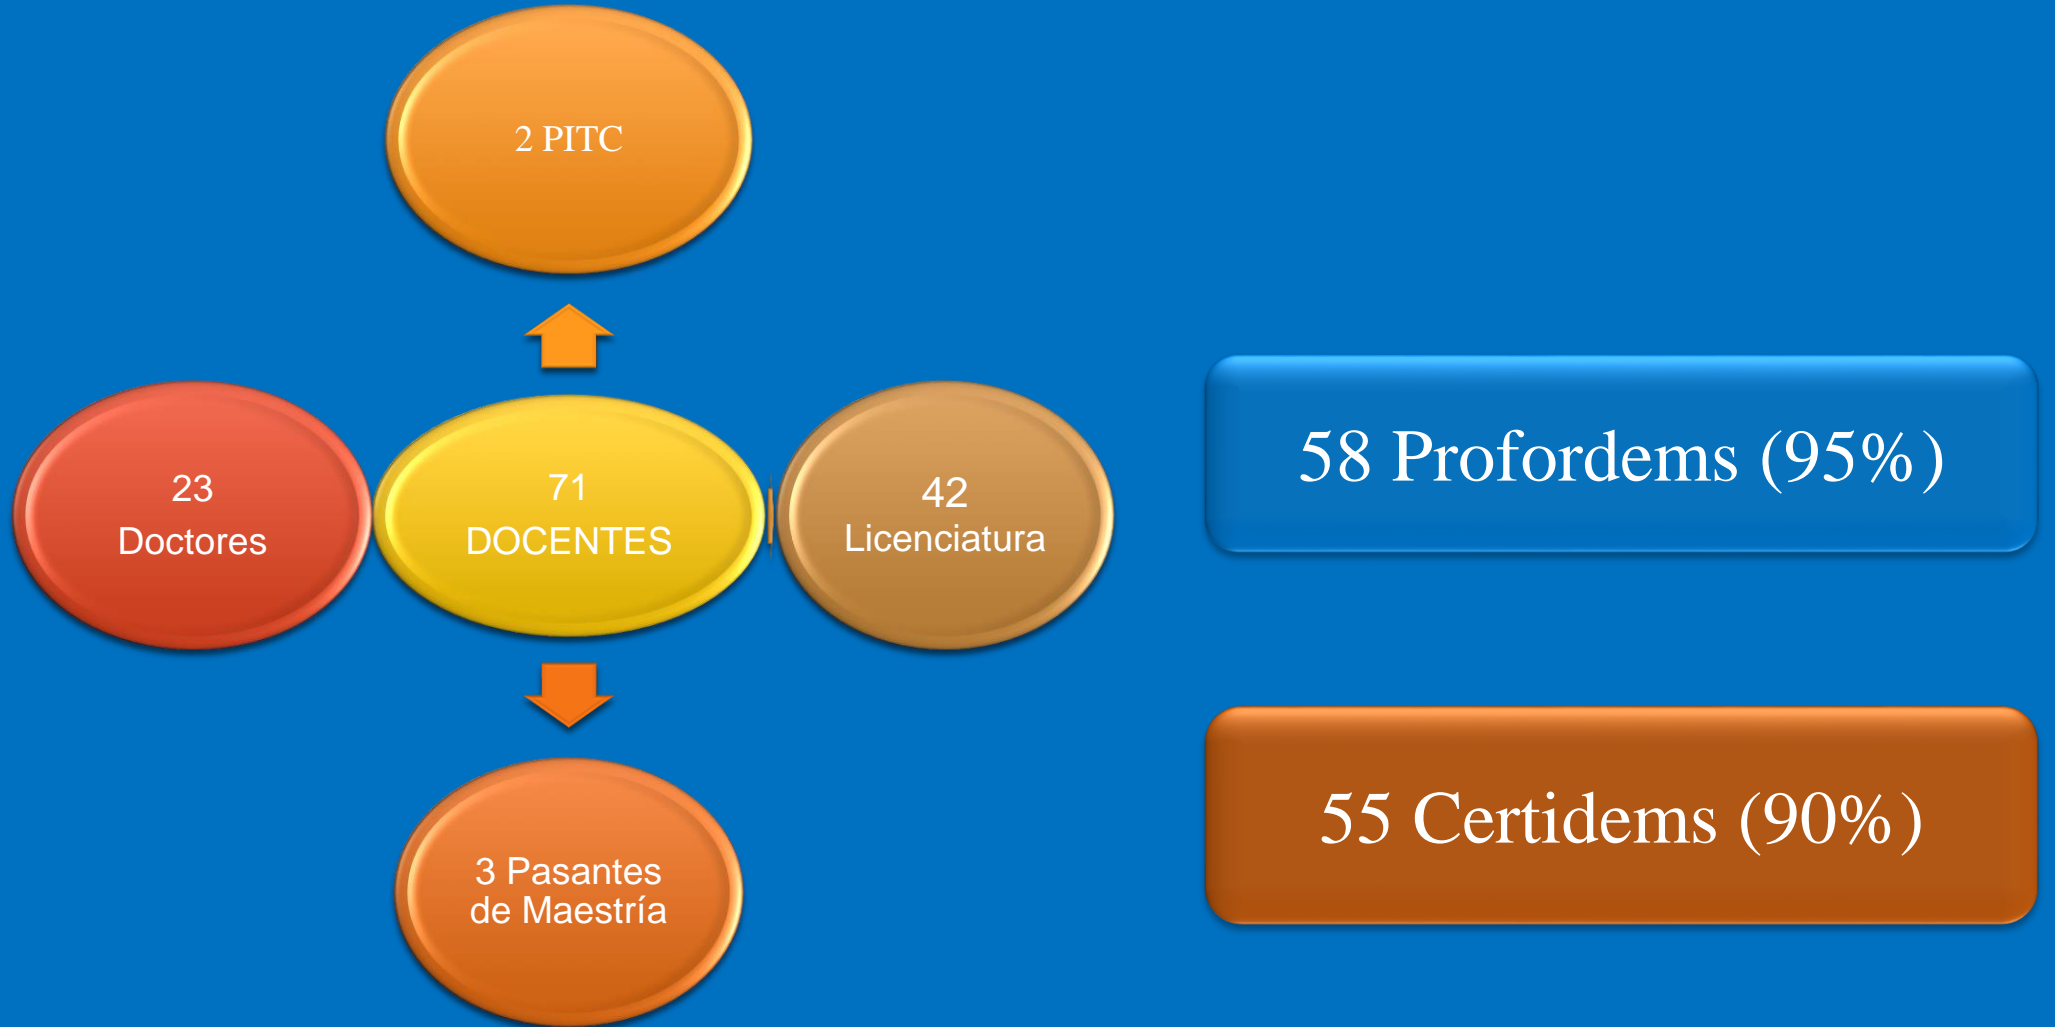 2 PITC
23
Doctores
71
DOCENTES
42
Licenciatura
3 Pasantes
de Maestría
58 Profordems (95%)
55 Certidems (90%)